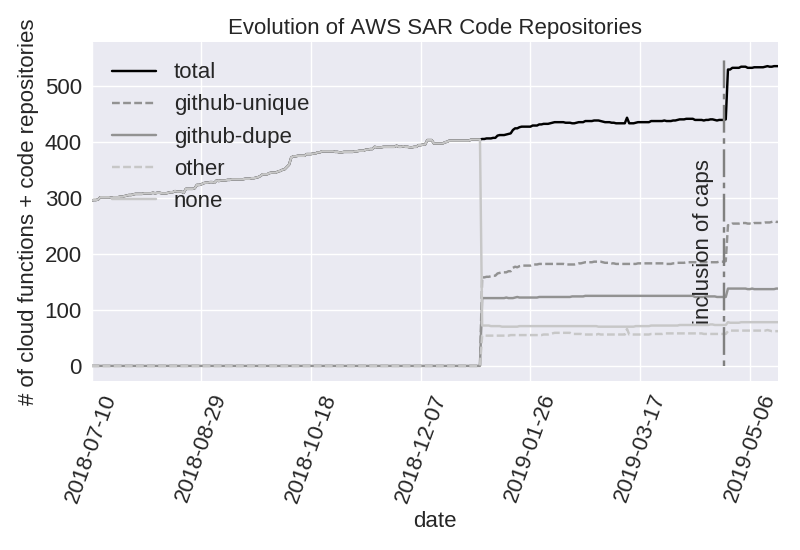 Evolution of AWS SAR Code Repositories
# of cloud functions + code repositories
500
400
300
200
100
0
total
github-unique
github-dupe
other
none
inclusion of caps
2018-07-10
2018-08-29
2018-10-18
2018-12-07
2019-01-26
2019-03-17
2019-05-06
date